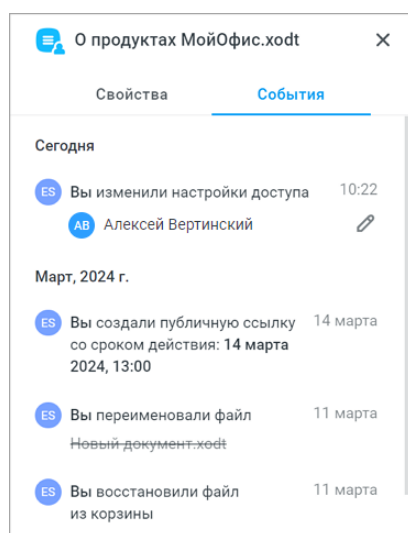 О продуктах МойОфис.xodt
Свойства События
Сегодня
ES Вы изменили настройки доступа 10:22
АВ Алексей Вертинский
Март, 2024 г.
ES Вы создали публичную ссылку 14 марта
со сроком действия: 14 марта
2024, 13:00
ES Вы переименовали файл 11 марта
Новый документ.xodt
ES Вы восстановили файл 11 марта
из корзины